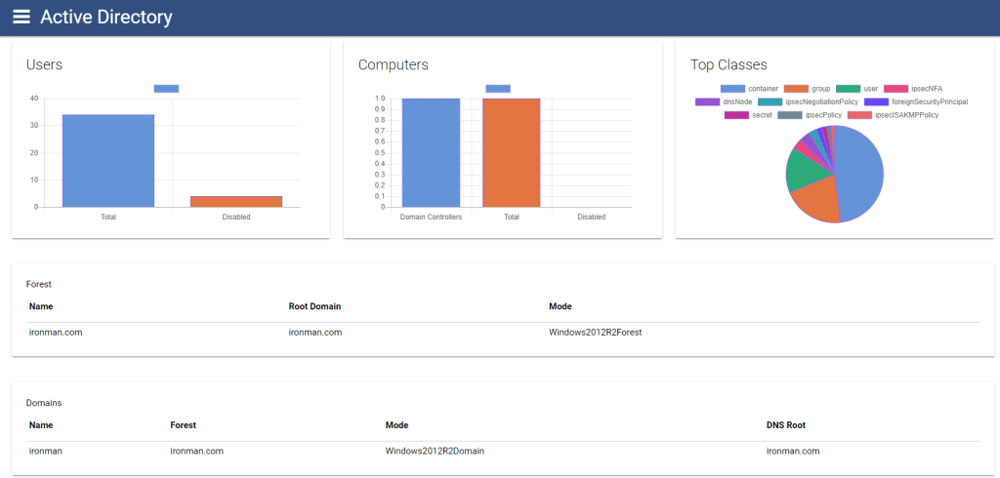 Active Directory
Users
40
30
20
10
0
Total Disabled
Computers
1.0
0.9
0.8
0.7
0.6
0.5
0.4
0.3
0.2
0.1
0
Domain Controllers Total Disabled
Top Classes
container group user ipsecNFA
dnsNode ipsecNegotiationPolicy foreignSecurityPrincipal
secret ipsecPolicy ipsecISAKMPPolicy
Forest
Name Root Domain Mode
ironman.com ironman.com Windows2012R2Forest
Domains
Name Forest Mode DNS Root
ironman ironman.com Windows2012R2Domain ironman.com